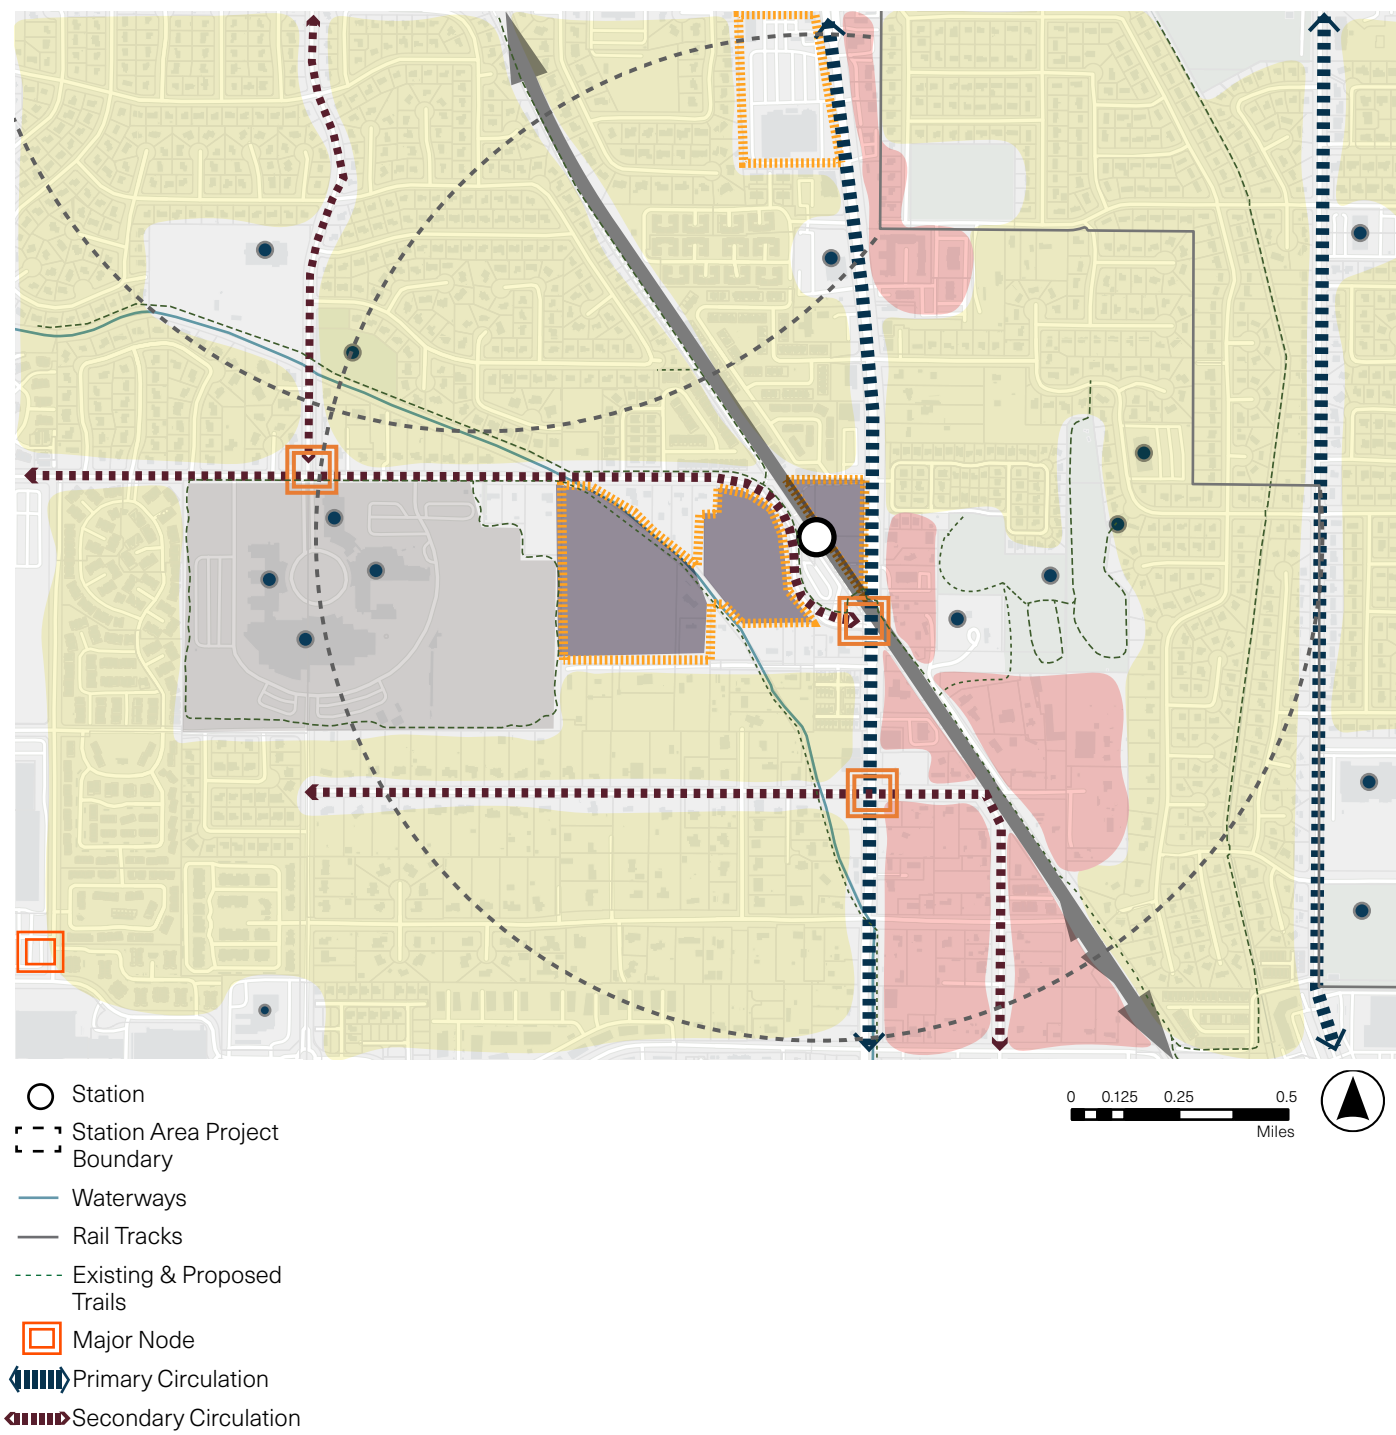 Station
Station Area Project
Boundary
Waterways
Rail Tracks
Existing & Proposed
Trails
Major Node
Primary Circulation
Secondary Circulation
0 0.125 0.25 0.5
Miles